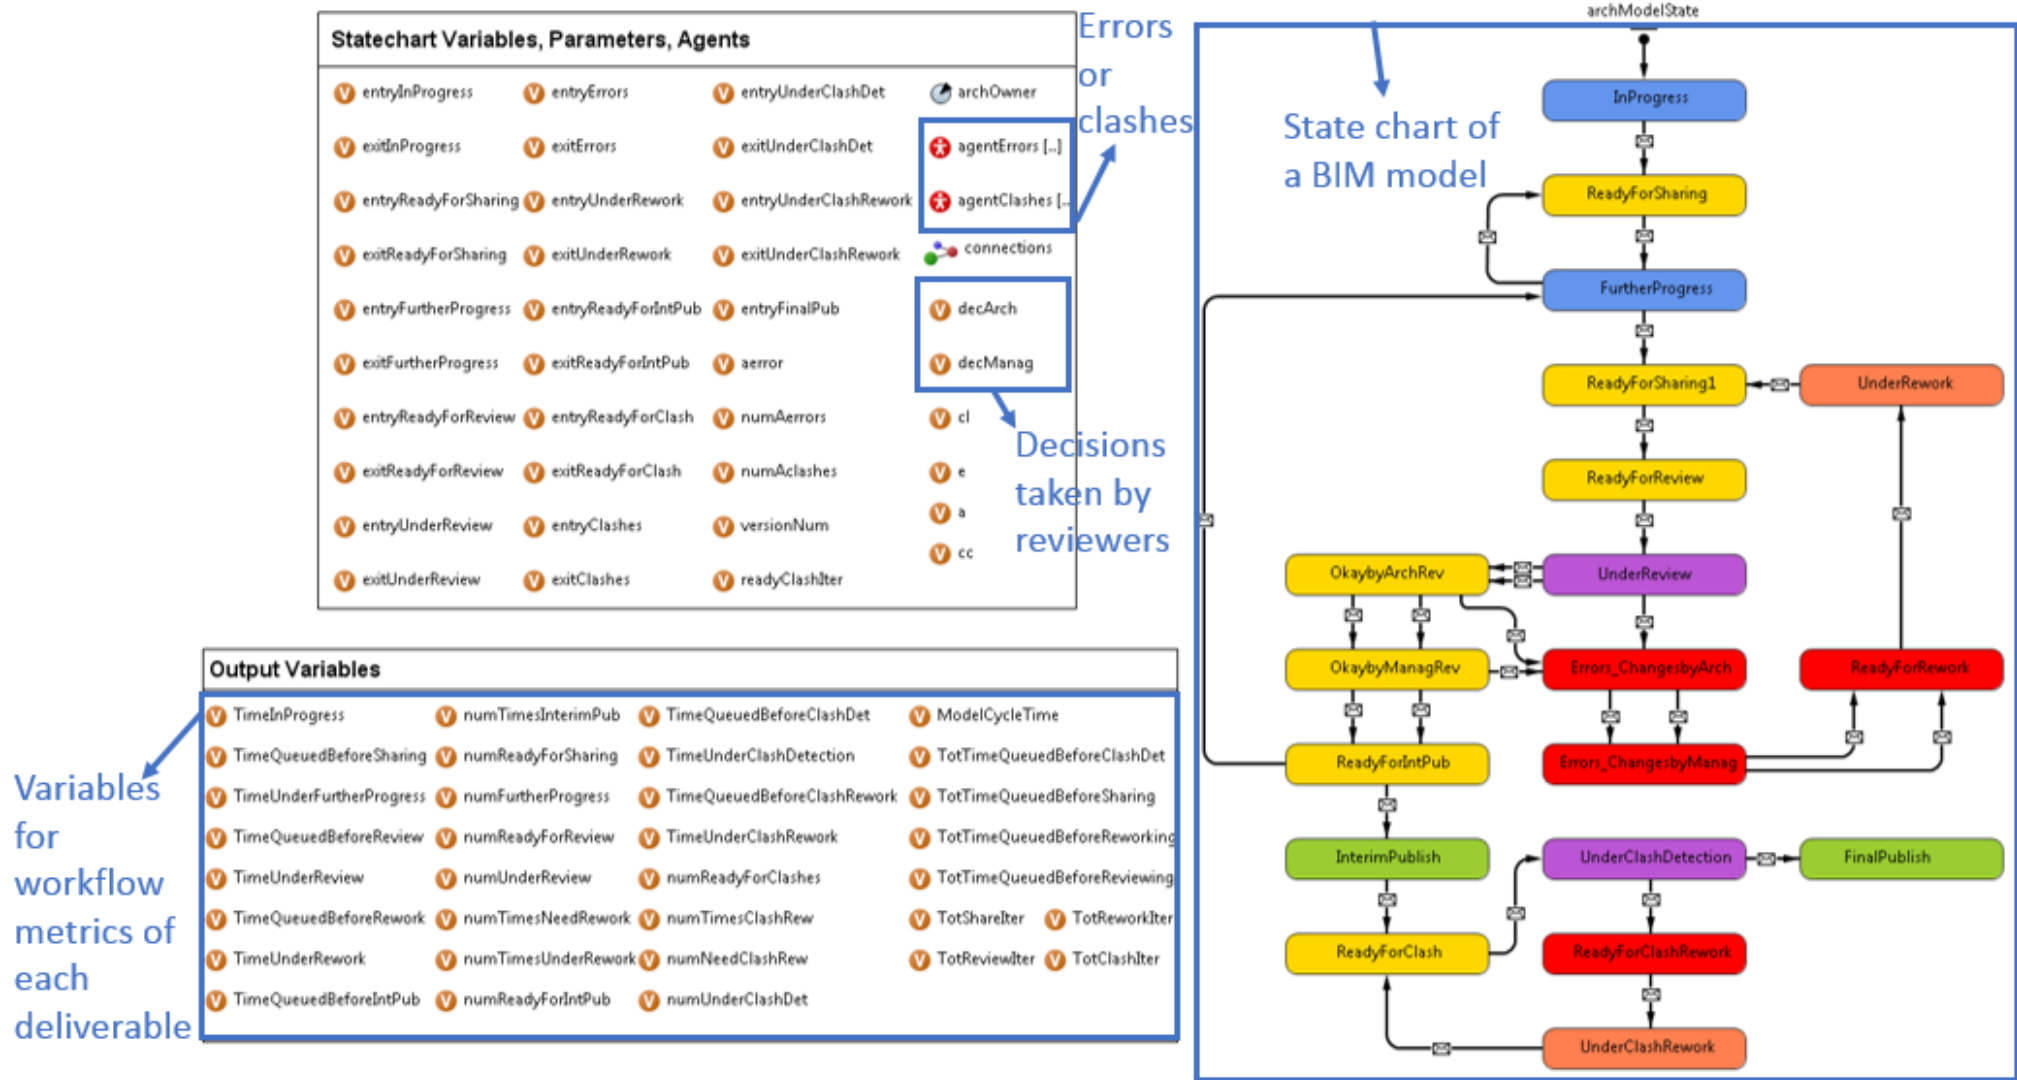 Statechart Variables, Parameters, Agents
entryInProgress entryErrors entryUnderClashDet archOwner
exitInProgress exitErrors exitUnderClashDet agentErrors [..]
entryReadyForSharing entryUnderRework entryUnderClashRework agentClashes [..
exitReadyForSharing exitUnderRework exitUnderClashRework connections
entryFurtherProgress entryReadyForIntPub entryFinalPub decArch
exitFurtherProgress exitReadyForIntPub aerror decManag
entryReadyForReview entryReadyForClash numAerrors cl
exitReadyForReview exitReadyForClash numAclashes e
entryUnderReview entryClashes versionNum a
exitUnderReview exitClashes readyClashIter cc
Errors
or
clashes
Decisions
taken by
reviewers
Output Variables
TimeInProgress numTimesInterimPub TimeQueuedBeforeClashDet ModelCycleTime
TimeQueuedBeforeSharing numReadyForSharing TimeUnderClashDetection TotTimeQueuedBeforeClashDet
TimeUnderFurtherProgress numFurtherProgress TimeQueuedBeforeClashRework TotTimeQueuedBeforeSharing
TimeQueuedBeforeReview numReadyForReview TimeUnderClashRework TotTimeQueuedBeforeReworking
TimeUnderReview numUnderReview numReadyForClashes TotTimeQueuedBeforeReviewing
TimeQueuedBeforeRework numTimesNeedRework numTimesClashRew TotShareIter TotReworkIter
TimeUnderRework numTimesUnderRework numNeedClashRew TotReviewIter TotClashIter
TimeQueuedBeforeIntPub numReadyForIntPub numUnderClashDet
Variables
for
workflow
metrics of
each
deliverable
archModelState
State chart of
a BIM model
InProgress
ReadyForSharing
FurtherProgress
ReadyForSharing1 UnderRework
ReadyForReview
OkaybyArchRev UnderReview
OkaybyManagRev Errors_ChangesbyArch ReadyForRework
ReadyForIntPub Errors_ChangesbyManag
InterimPublish UnderClashDetection FinalPublish
ReadyForClash ReadyForClashRework
UnderClashRework